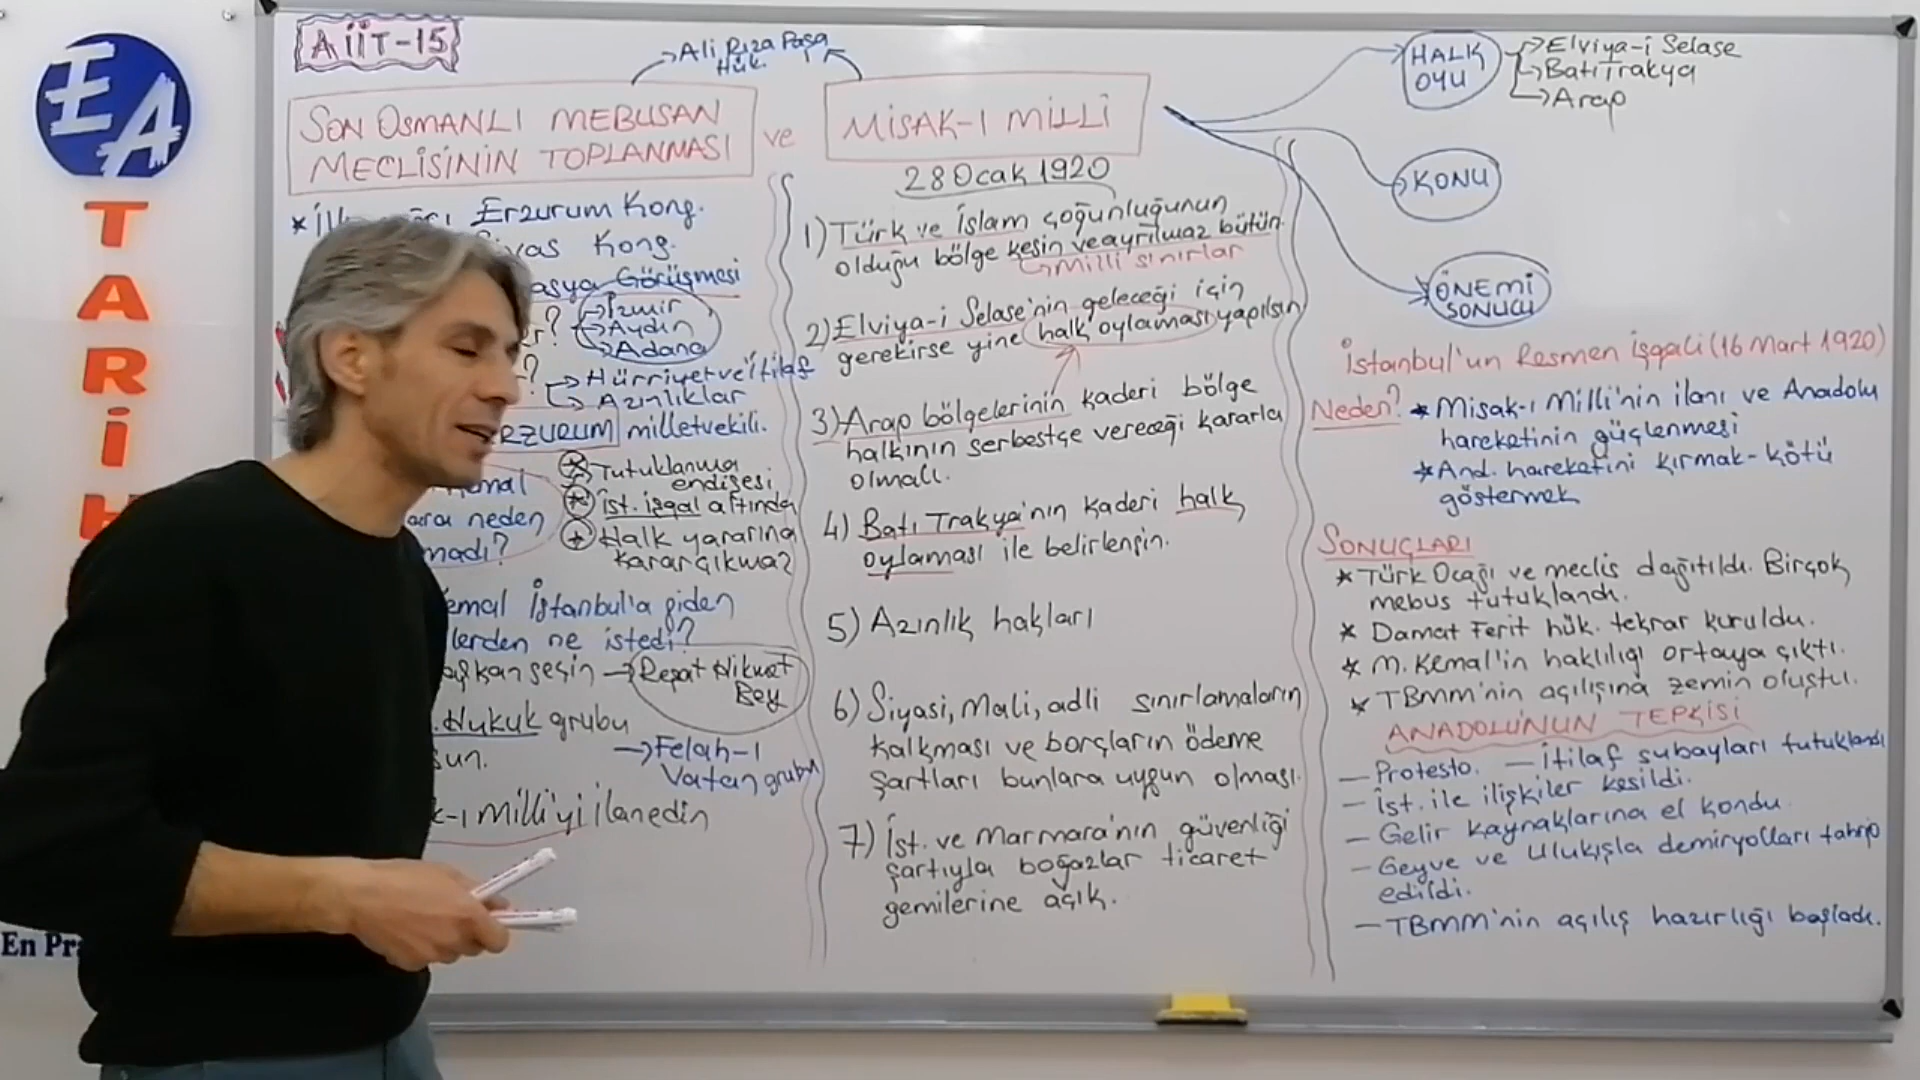 EA
TARİH
En Pra
AİİT-15
Ali Rıza Paşa
Hük.
SON OSMANLI MEBUSAN
MECLİSİNİN TOPLANMASI
ve
MİSAK-I MİLLİ
28 Ocak 1920
* Erzurum Kong.
Kong.
Görüşmesi
→ İzmir
→ Aydın
→ Adana
→ Hürriyet ve İtilaf
→ Azınlıklar
ERZURUM milletvekili.
neden
madı?
* Tutuklanma
endişesi
* İst. işgal altında
* Halk yararına
karar çıkmaz
emal İstanbul'a giden
lerden ne istedi?
aşkan seçin → Reşat Hikmet
Bey
. Hukuk grubu
sun.
→ Felah-ı
Vatan grubu
k-ı Milli'yi ilan edin
1) Türk ve İslam çoğunluğunun
olduğu bölge kesin ve ayrılmaz bütün.
→ milli sınırlar
2) Elviya-i Selase'nin geleceği için
gerekirse yine halk oylaması yapılsın
3) Arap bölgelerinin kaderi bölge
halkının serbestçe vereceği kararla
olmalı.
4) Batı Trakya'nın kaderi halk
oylaması ile belirlensin.
5) Azınlık hakları
6) Siyasi, Mali, adli sınırlamaların
kalkması ve borçların ödeme
şartları bunlara uygun olması.
7) İst. ve Marmara'nın güvenliği
şartıyla boğazlar ticaret
gemilerine açık.
HALK
OYU
→ Elviya-i Selase
→ Batı Trakya
→ Arap
KONU
ÖNEMİ
SONUCU
İstanbul'un Resmen işgali (16 Mart 1920)
Neden? * Misak-ı Milli'nin ilanı ve Anadolu
hareketinin güçlenmesi
* And. hareketini kırmak-kötü
göstermek
SONUÇLARI
* Türk Ocağı ve meclis dağıtıldı. Birçok
mebus tutuklandı.
* Damat Ferit hük. tekrar kuruldu.
* M. Kemal'in haklılığı ortaya çıktı.
* TBMM'nin açılışına zemin oluştu.
ANADOLU'NUN TEPKİSİ
— Protesto. — İtilaf subayları tutuklandı
— İst. ile ilişkiler kesildi.
— Gelir kaynaklarına el kondu
— Geyve ve Ulukışla demiryolları tahrip
edildi.
— TBMM'nin açılış hazırlığı başladı.